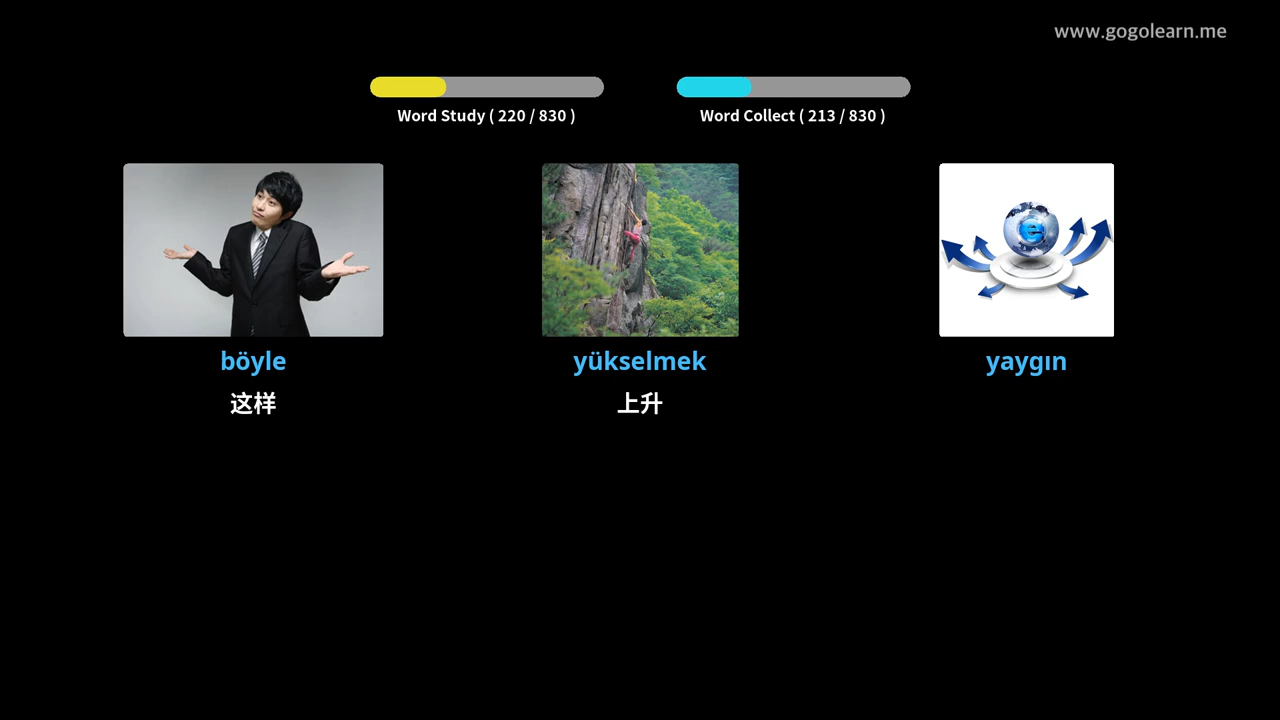 www.gogolearn.me
Word Study ( 220 / 830 )
Word Collect ( 213 / 830 )
böyle
yükselmek
yaygın
这样
上升
e